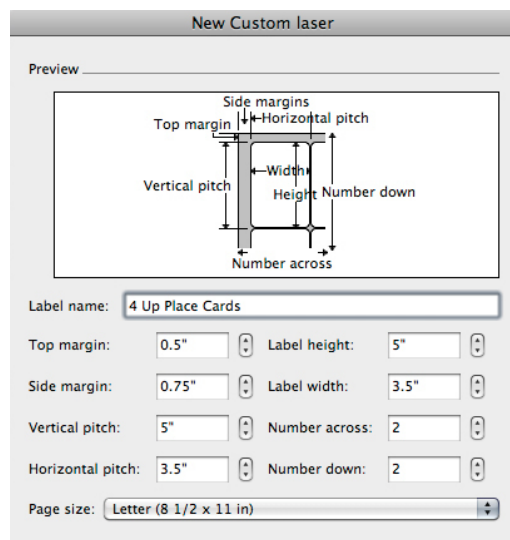 New Custom laser
Preview
Side margins
Horizontal pitch
Top margin
Width
Vertical pitch
Height
Number down
Number across
Label name: 4 Up Place Cards
Top margin: 0.5" Label height: 5"
Side margin: 0.75" Label width: 3.5"
Vertical pitch: 5" Number across: 2
Horizontal pitch: 3.5" Number down: 2
Page size: Letter (8 1/2 x 11 in)